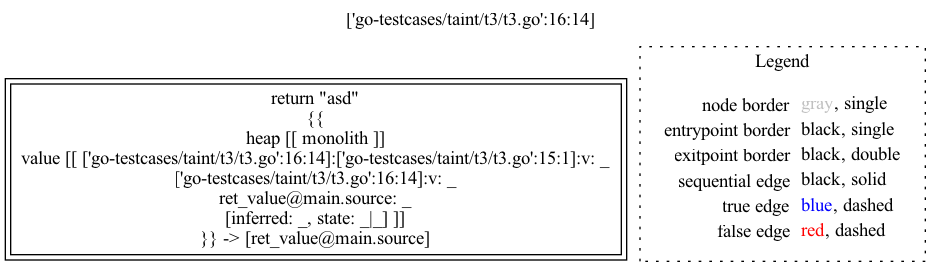 ['go-testcases/taint/t3/t3.go':16:14]
return "asd"
{{
heap [[ monolith ]]
value [[ ['go-testcases/taint/t3/t3.go':16:14]:['go-testcases/taint/t3/t3.go':15:1]:v: _
['go-testcases/taint/t3/t3.go':16:14]:v: _
ret_value@main.source: _
[inferred: _, state: _|_] ]]
}} -> [ret_value@main.source]
Legend
node border gray, single
entrypoint border black, single
exitpoint border black, double
sequential edge black, solid
true edge blue, dashed
false edge red, dashed